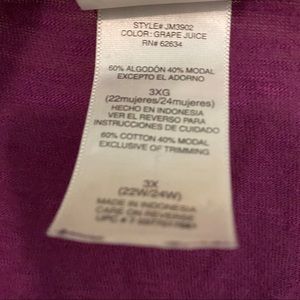 STYLE# JM3902
COLOR: GRAPE JUICE
RN# 62634
60% ALGODÓN 40% MODAL
EXCEPTO EL ADORNO
3XG
(22mujeres/24mujeres)
HECHO EN INDONESIA
VER EL REVERSO PARA
INSTRUCCIONES DE CUIDADO
60% COTTON 40% MODAL
EXCLUSIVE OF TRIMMING
3X
(22W/24W)
MADE IN INDONESIA
CARE ON REVERSE
UPC #